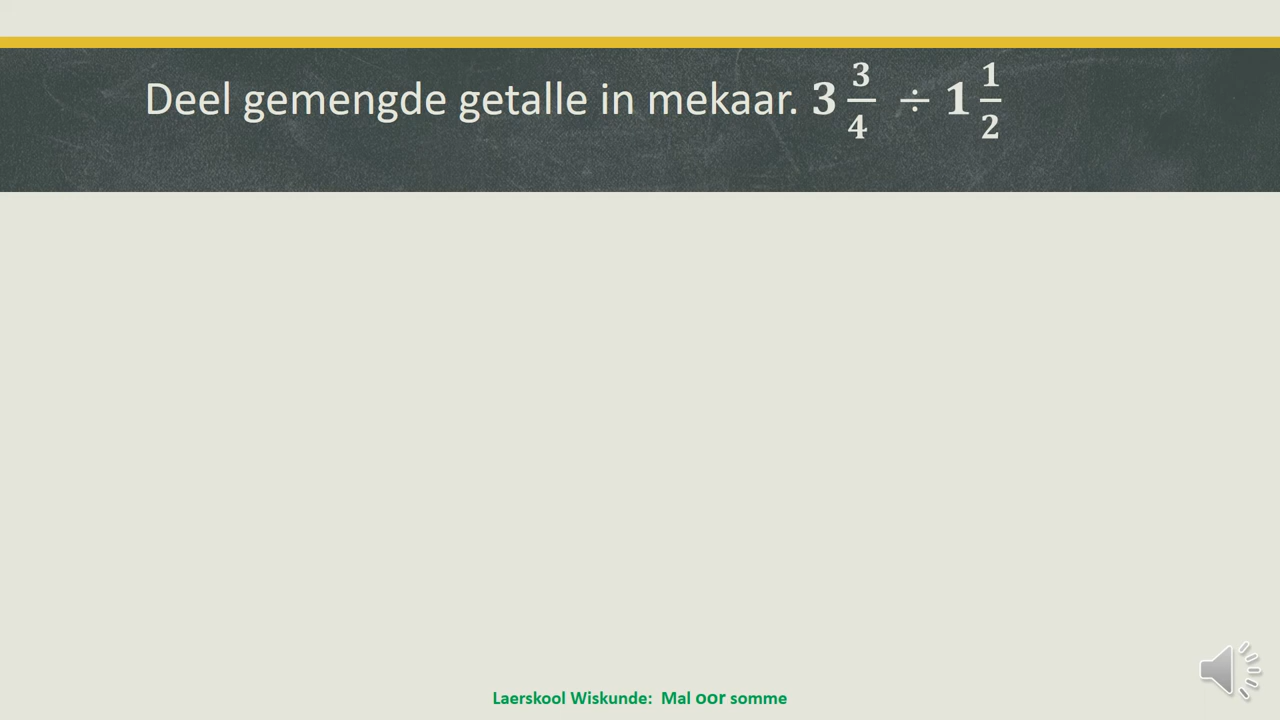 Deel gemengde getalle in mekaar. 3 3/4 ÷ 1 1/2
Laerskool Wiskunde: Mal oor somme